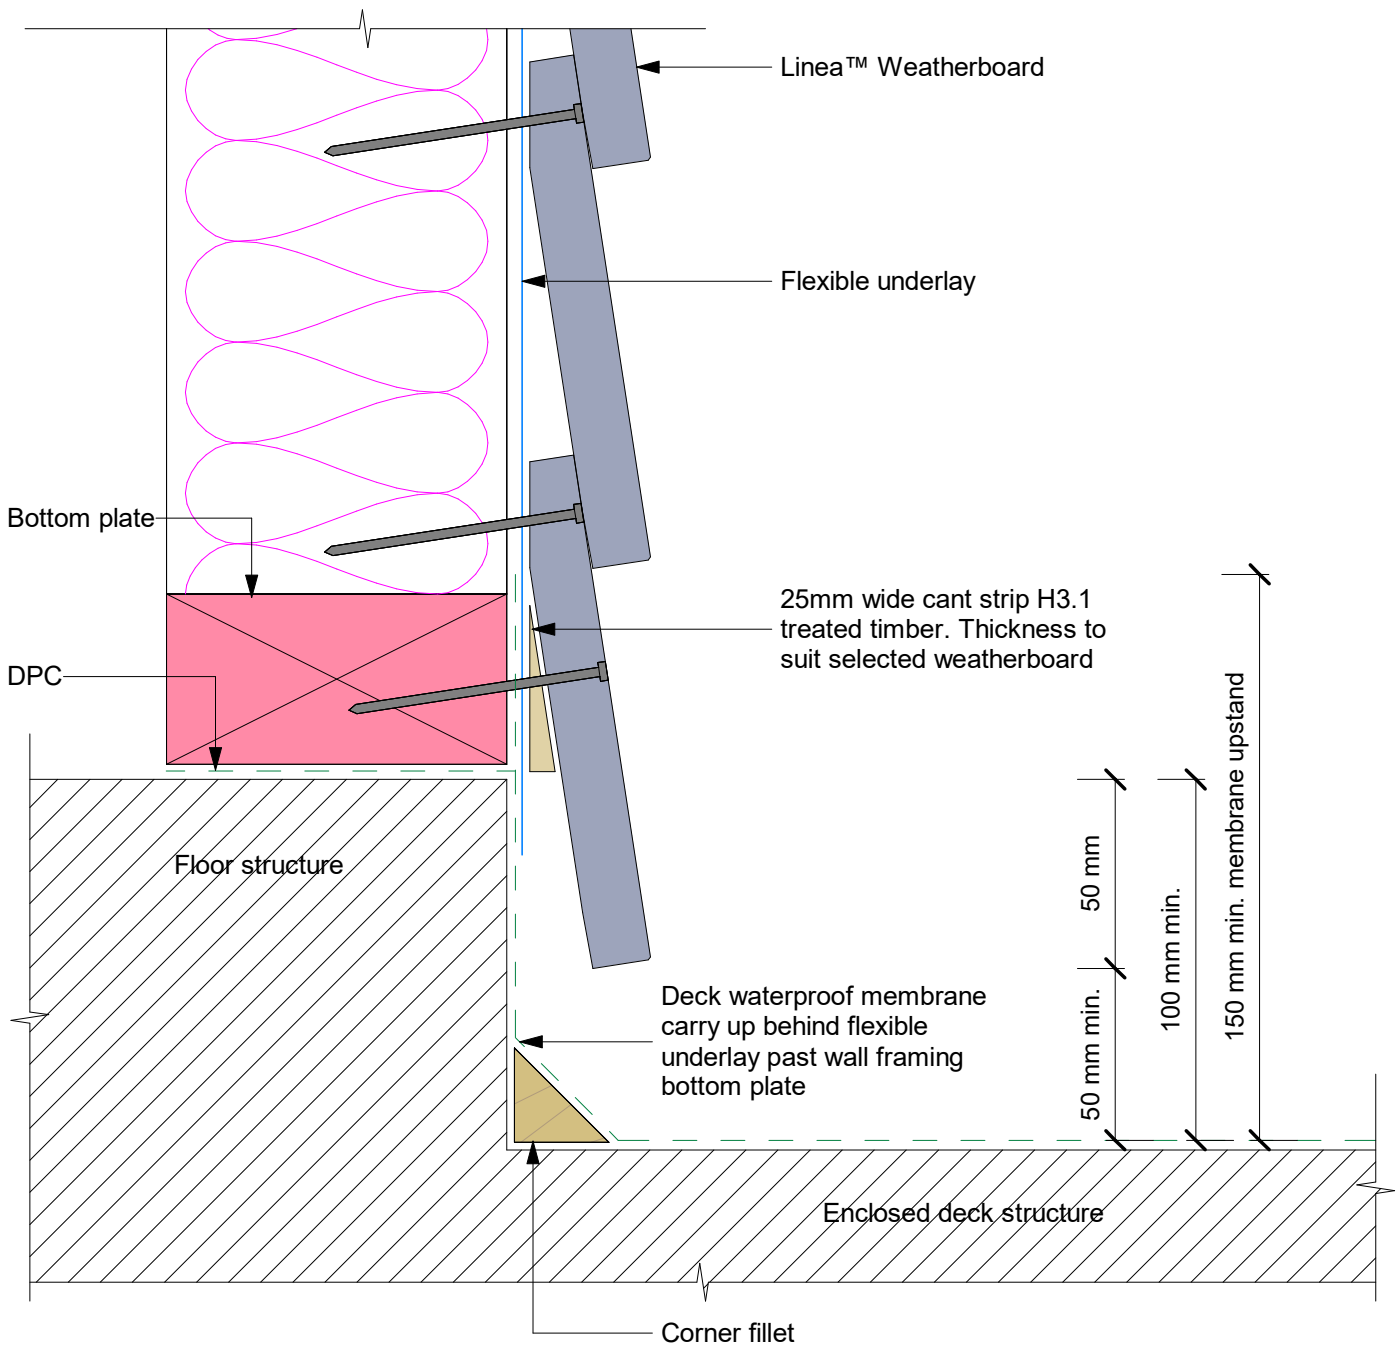 Linea™ Weatherboard
Flexible underlay
Bottom plate
25mm wide cant strip H3.1
treated timber. Thickness to
suit selected weatherboard
DPC
Floor structure
50 mm
50 mm min.
100 mm min.
150 mm min. membrane upstand
Deck waterproof membrane
carry up behind flexible
underlay past wall framing
bottom plate
Enclosed deck structure
Corner fillet